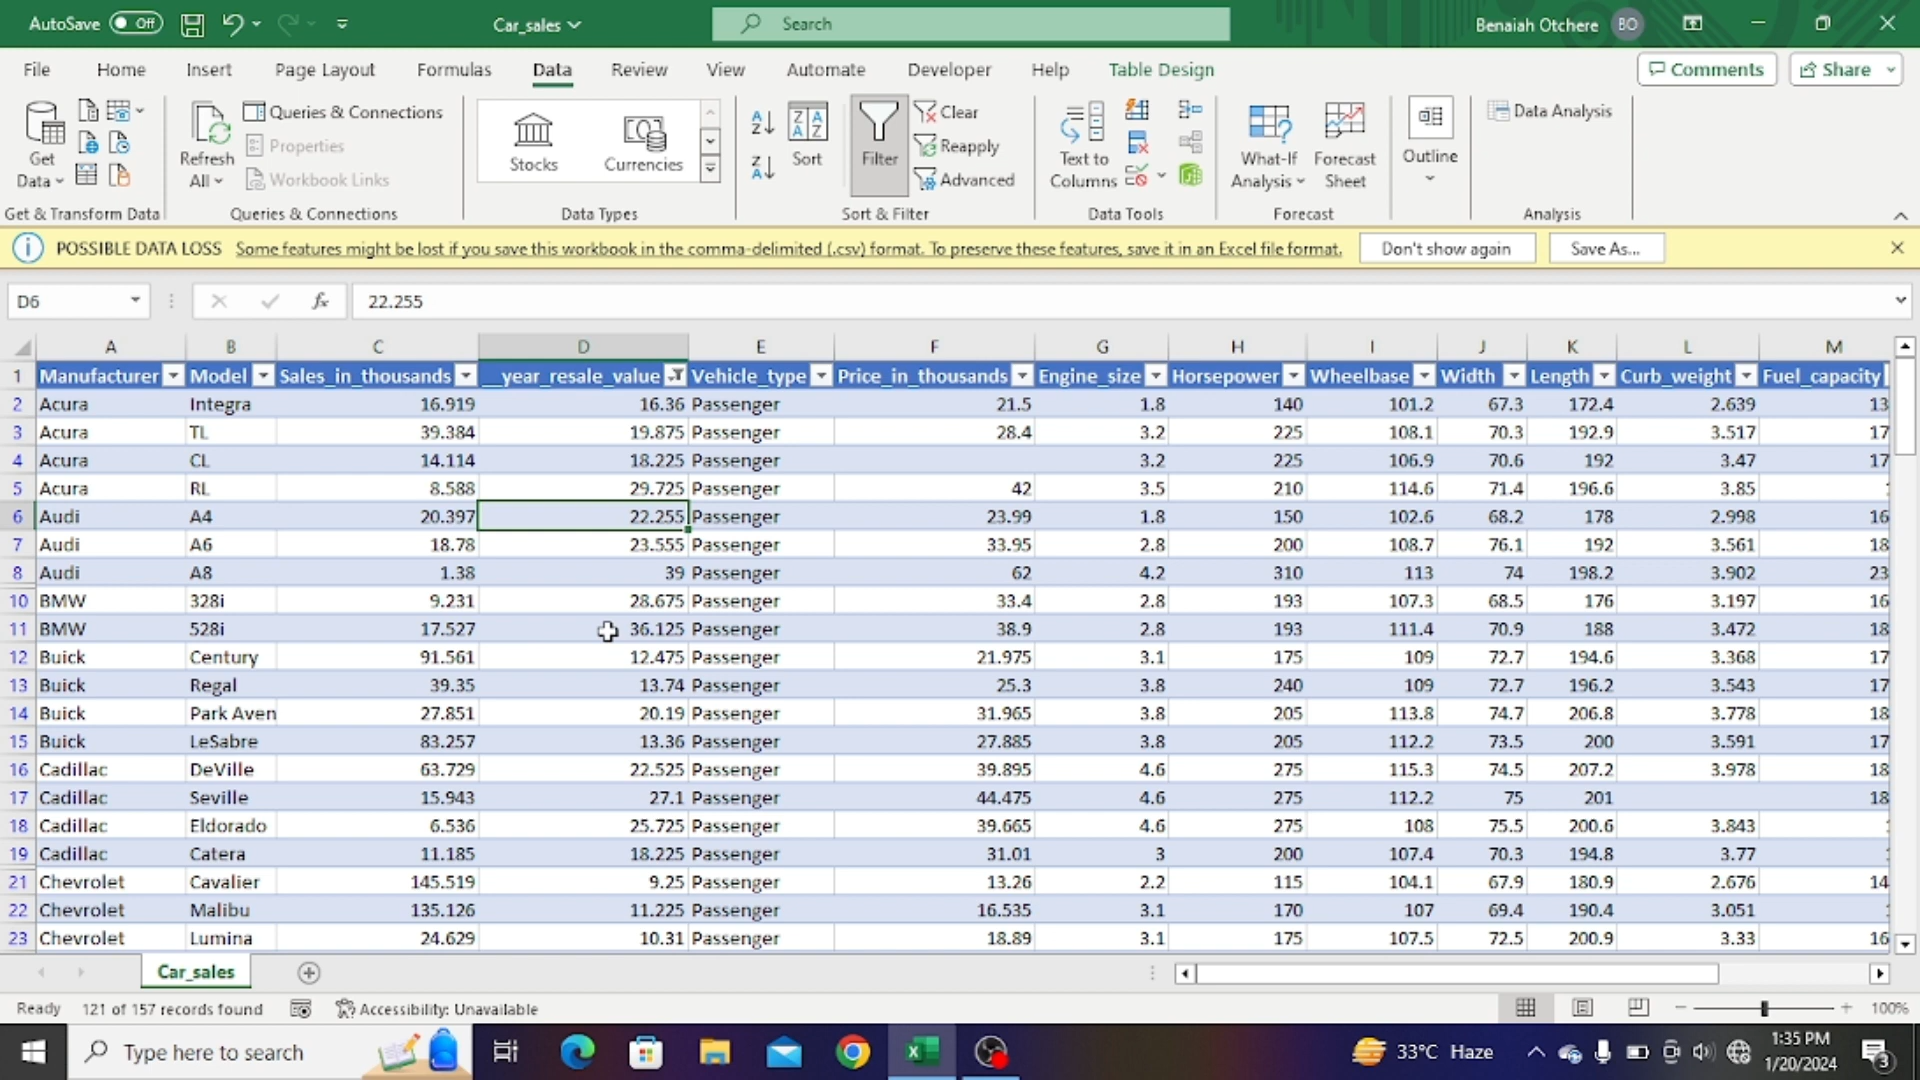 AutoSave Off Car_sales Search Benaiah Otchere BO
File Home Insert Page Layout Formulas Data Review View Automate Developer Help Table Design Comments Share
Get Data Refresh All Queries & Connections Properties Workbook Links Stocks Currencies Sort Filter Clear Reapply Advanced Text to Columns What-If Analysis Forecast Sheet Outline Data Analysis
Get & Transform Data Queries & Connections Data Types Sort & Filter Data Tools Forecast Analysis
POSSIBLE DATA LOSS Some features might be lost if you save this workbook in the comma-delimited (.csv) format. To preserve these features, save it in an Excel file format. Don't show again Save As...
D6 fx 22.255
A B C D E F G H I J K L M
1 Manufacturer Model Sales_in_thousands __year_resale_value Vehicle_type Price_in_thousands Engine_size Horsepower Wheelbase Width Length Curb_weight Fuel_capacity
2 Acura Integra 16.919 16.36 Passenger 21.5 1.8 140 101.2 67.3 172.4 2.639 13
3 Acura TL 39.384 19.875 Passenger 28.4 3.2 225 108.1 70.3 192.9 3.517 17
4 Acura CL 14.114 18.225 Passenger 3.2 225 106.9 70.6 192 3.47 17
5 Acura RL 8.588 29.725 Passenger 42 3.5 210 114.6 71.4 196.6 3.85
6 Audi A4 20.397 22.255 Passenger 23.99 1.8 150 102.6 68.2 178 2.998 16
7 Audi A6 18.78 23.555 Passenger 33.95 2.8 200 108.7 76.1 192 3.561 18
8 Audi A8 1.38 39 Passenger 62 4.2 310 113 74 198.2 3.902 23
10 BMW 328i 9.231 28.675 Passenger 33.4 2.8 193 107.3 68.5 176 3.197 16
11 BMW 528i 17.527 36.125 Passenger 38.9 2.8 193 111.4 70.9 188 3.472 18
12 Buick Century 91.561 12.475 Passenger 21.975 3.1 175 109 72.7 194.6 3.368 17
13 Buick Regal 39.35 13.74 Passenger 25.3 3.8 240 109 72.7 196.2 3.543 17
14 Buick Park Aven 27.851 20.19 Passenger 31.965 3.8 205 113.8 74.7 206.8 3.778 18
15 Buick LeSabre 83.257 13.36 Passenger 27.885 3.8 205 112.2 73.5 200 3.591 17
16 Cadillac DeVille 63.729 22.525 Passenger 39.895 4.6 275 115.3 74.5 207.2 3.978 18
17 Cadillac Seville 15.943 27.1 Passenger 44.475 4.6 275 112.2 75 201 18
18 Cadillac Eldorado 6.536 25.725 Passenger 39.665 4.6 275 108 75.5 200.6 3.843
19 Cadillac Catera 11.185 18.225 Passenger 31.01 3 200 107.4 70.3 194.8 3.77
21 Chevrolet Cavalier 145.519 9.25 Passenger 13.26 2.2 115 104.1 67.9 180.9 2.676 14
22 Chevrolet Malibu 135.126 11.225 Passenger 16.535 3.1 170 107 69.4 190.4 3.051
23 Chevrolet Lumina 24.629 10.31 Passenger 18.89 3.1 175 107.5 72.5 200.9 3.33 16
Car_sales
Ready 121 of 157 records found Accessibility: Unavailable 100%
Type here to search 33°C Haze 1:35 PM
1/20/2024 3